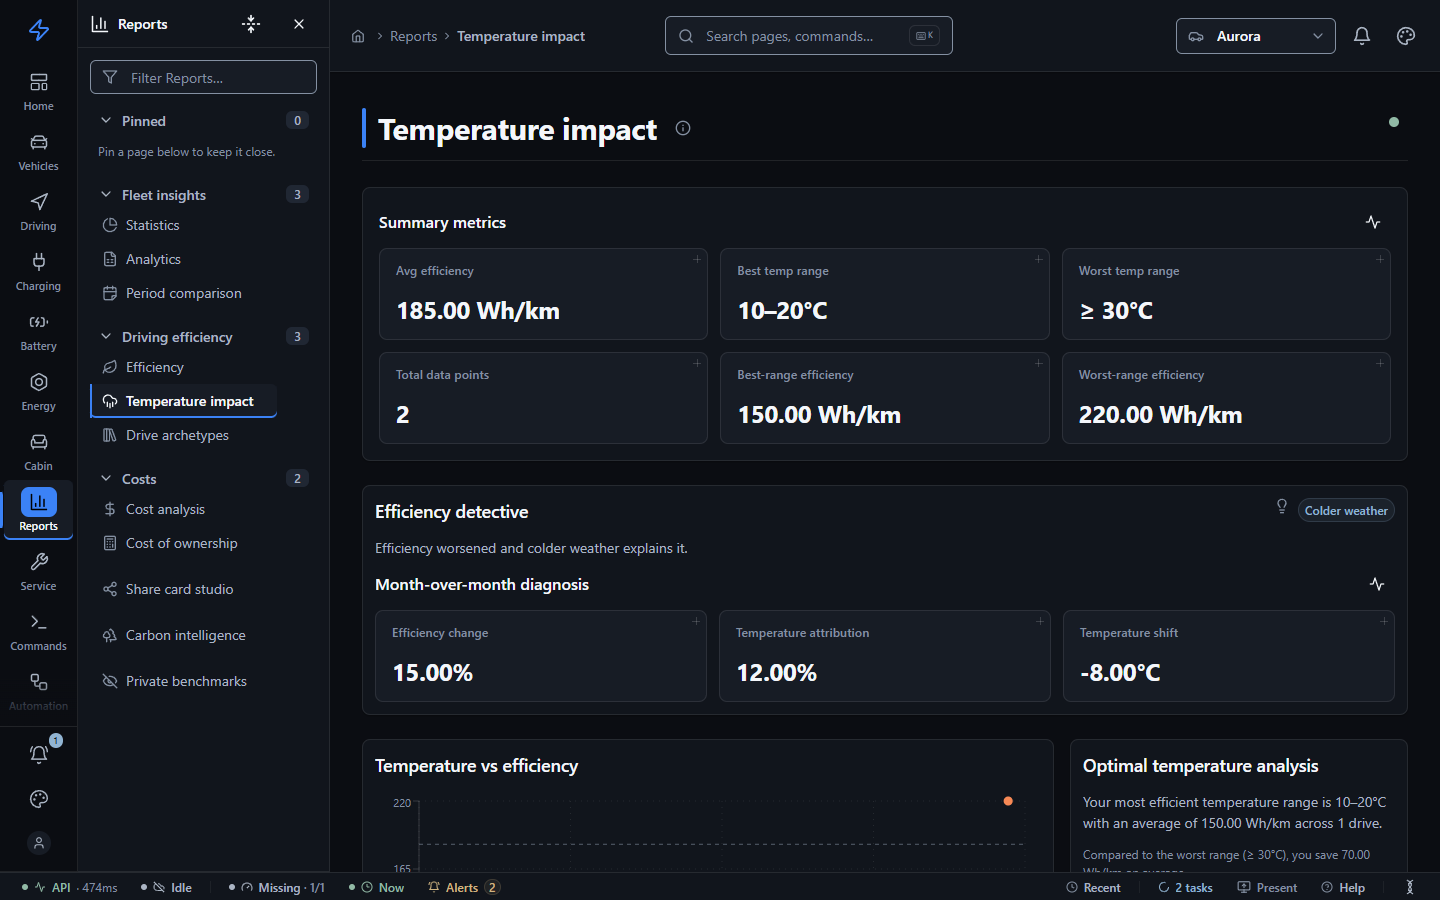 Home
Vehicles
Driving
Charging
Battery
Energy
Cabin
Reports
Service
Commands
Automation
1
Reports
Filter Reports...
Pinned 0
Pin a page below to keep it close.
Fleet insights 3
Statistics
Analytics
Period comparison
Driving efficiency 3
Efficiency
Temperature impact
Drive archetypes
Costs 2
Cost analysis
Cost of ownership
Share card studio
Carbon intelligence
Private benchmarks
Reports > Temperature impact
Search pages, commands... K
Aurora
Temperature impact
Summary metrics
Avg efficiency
185.00 Wh/km
Best temp range
10–20°C
Worst temp range
≥ 30°C
Total data points
2
Best-range efficiency
150.00 Wh/km
Worst-range efficiency
220.00 Wh/km
Efficiency detective
Colder weather
Efficiency worsened and colder weather explains it.
Month-over-month diagnosis
Efficiency change
15.00%
Temperature attribution
12.00%
Temperature shift
-8.00°C
Temperature vs efficiency
220
165
Optimal temperature analysis
Your most efficient temperature range is 10–20°C
with an average of 150.00 Wh/km across 1 drive.
Compared to the worst range (≥ 30°C), you save 70.00
API · 474ms
Idle
Missing · 1/1
Now
Alerts 2
Recent
2 tasks
Present
Help